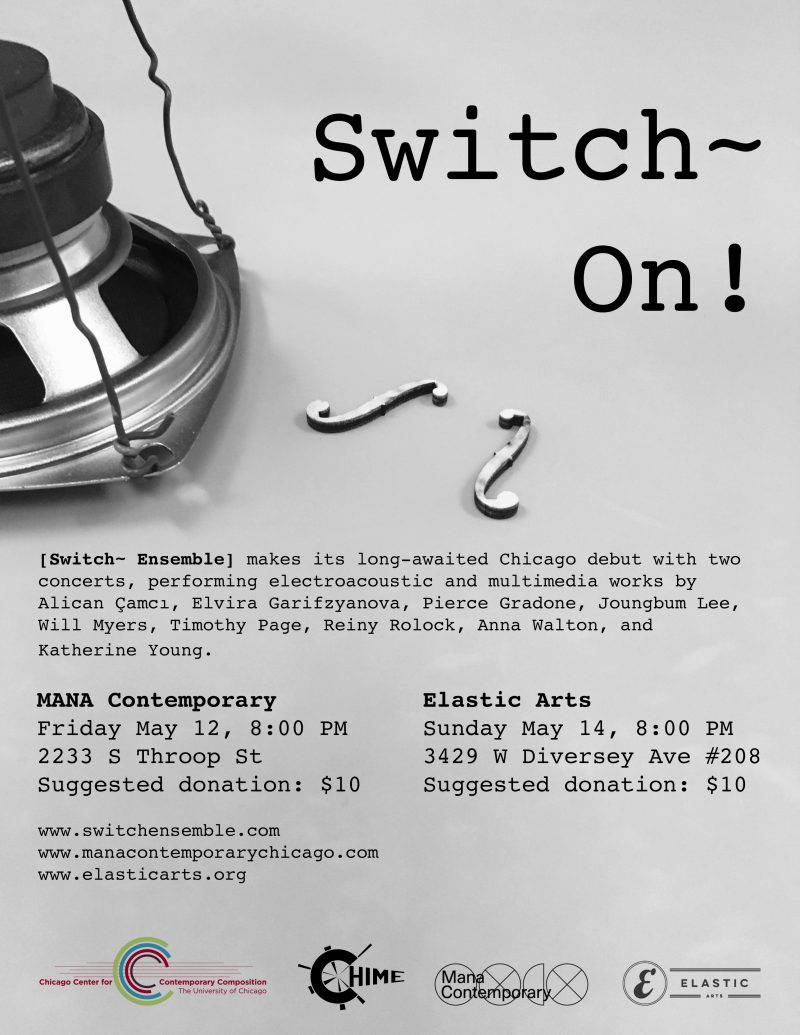 Switch~
On!
[Switch~ Ensemble] makes its long-awaited Chicago debut with two
concerts, performing electroacoustic and multimedia works by
Alican Çamcı, Elvira Garifzyanova, Pierce Gradone, Joungbum Lee,
Will Myers, Timothy Page, Reiny Rolock, Anna Walton, and
Katherine Young.
MANA Contemporary
Friday May 12, 8:00 PM
2233 S Throop St
Suggested donation: $10
Elastic Arts
Sunday May 14, 8:00 PM
3429 W Diversey Ave #208
Suggested donation: $10
www.switchensemble.com
www.manacontemporarychicago.com
www.elasticarts.org
Chicago Center for Contemporary Composition
The University of Chicago
CHIME
Mana
Contemporary
E
ELASTIC
ARTS